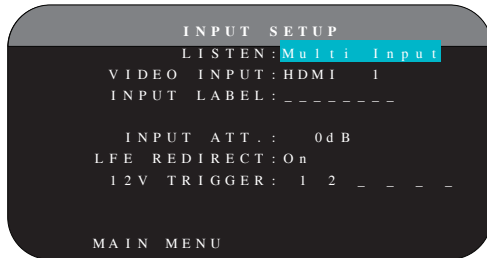 INPUT SETUP
LISTEN:Multi Input
VIDEO INPUT:HDMI 1
INPUT LABEL:_ _ _ _ _ _ _ _
INPUT ATT.: 0dB
LFE REDIRECT:On
12V TRIGGER: 1 2 _ _ _ _
MAIN MENU